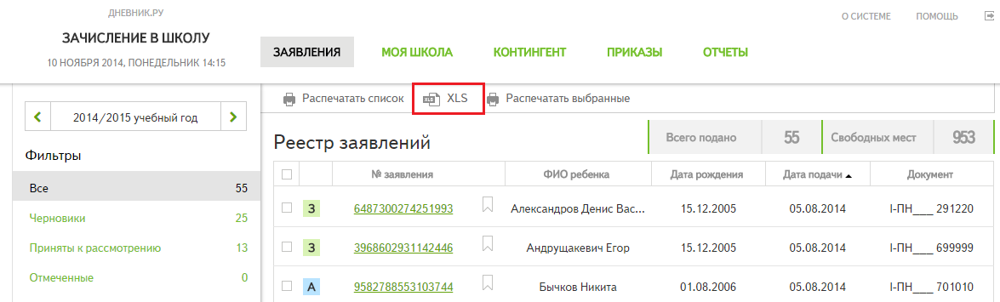 ДНЕВНИК.РУ
ЗАЧИСЛЕНИЕ В ШКОЛУ
10 НОЯБРЯ 2014, ПОНЕДЕЛЬНИК 14:15
ЗАЯВЛЕНИЯ МОЯ ШКОЛА КОНТИНГЕНТ ПРИКАЗЫ ОТЧЕТЫ
О СИСТЕМЕ ПОМОЩЬ
2014/2015 учебный год
Фильтры
Все 55
Черновики 25
Приняты к рассмотрению 13
Отмеченные 0
Распечатать список XLS XLS Распечатать выбранные
Реестр заявлений
Всего подано 55 Свободных мест 953
№ заявления ФИО ребенка Дата рождения Дата подачи Документ
З 6487300274251993 Александров Денис Вас... 15.12.2005 05.08.2014 I-ПН___ 291220
З 3968602931142446 Андрущакевич Егор 15.12.2005 05.08.2014 I-ПН___ 699999
А 9582788553103744 Бычков Никита 01.08.2006 05.08.2014 I-ПН___ 701010